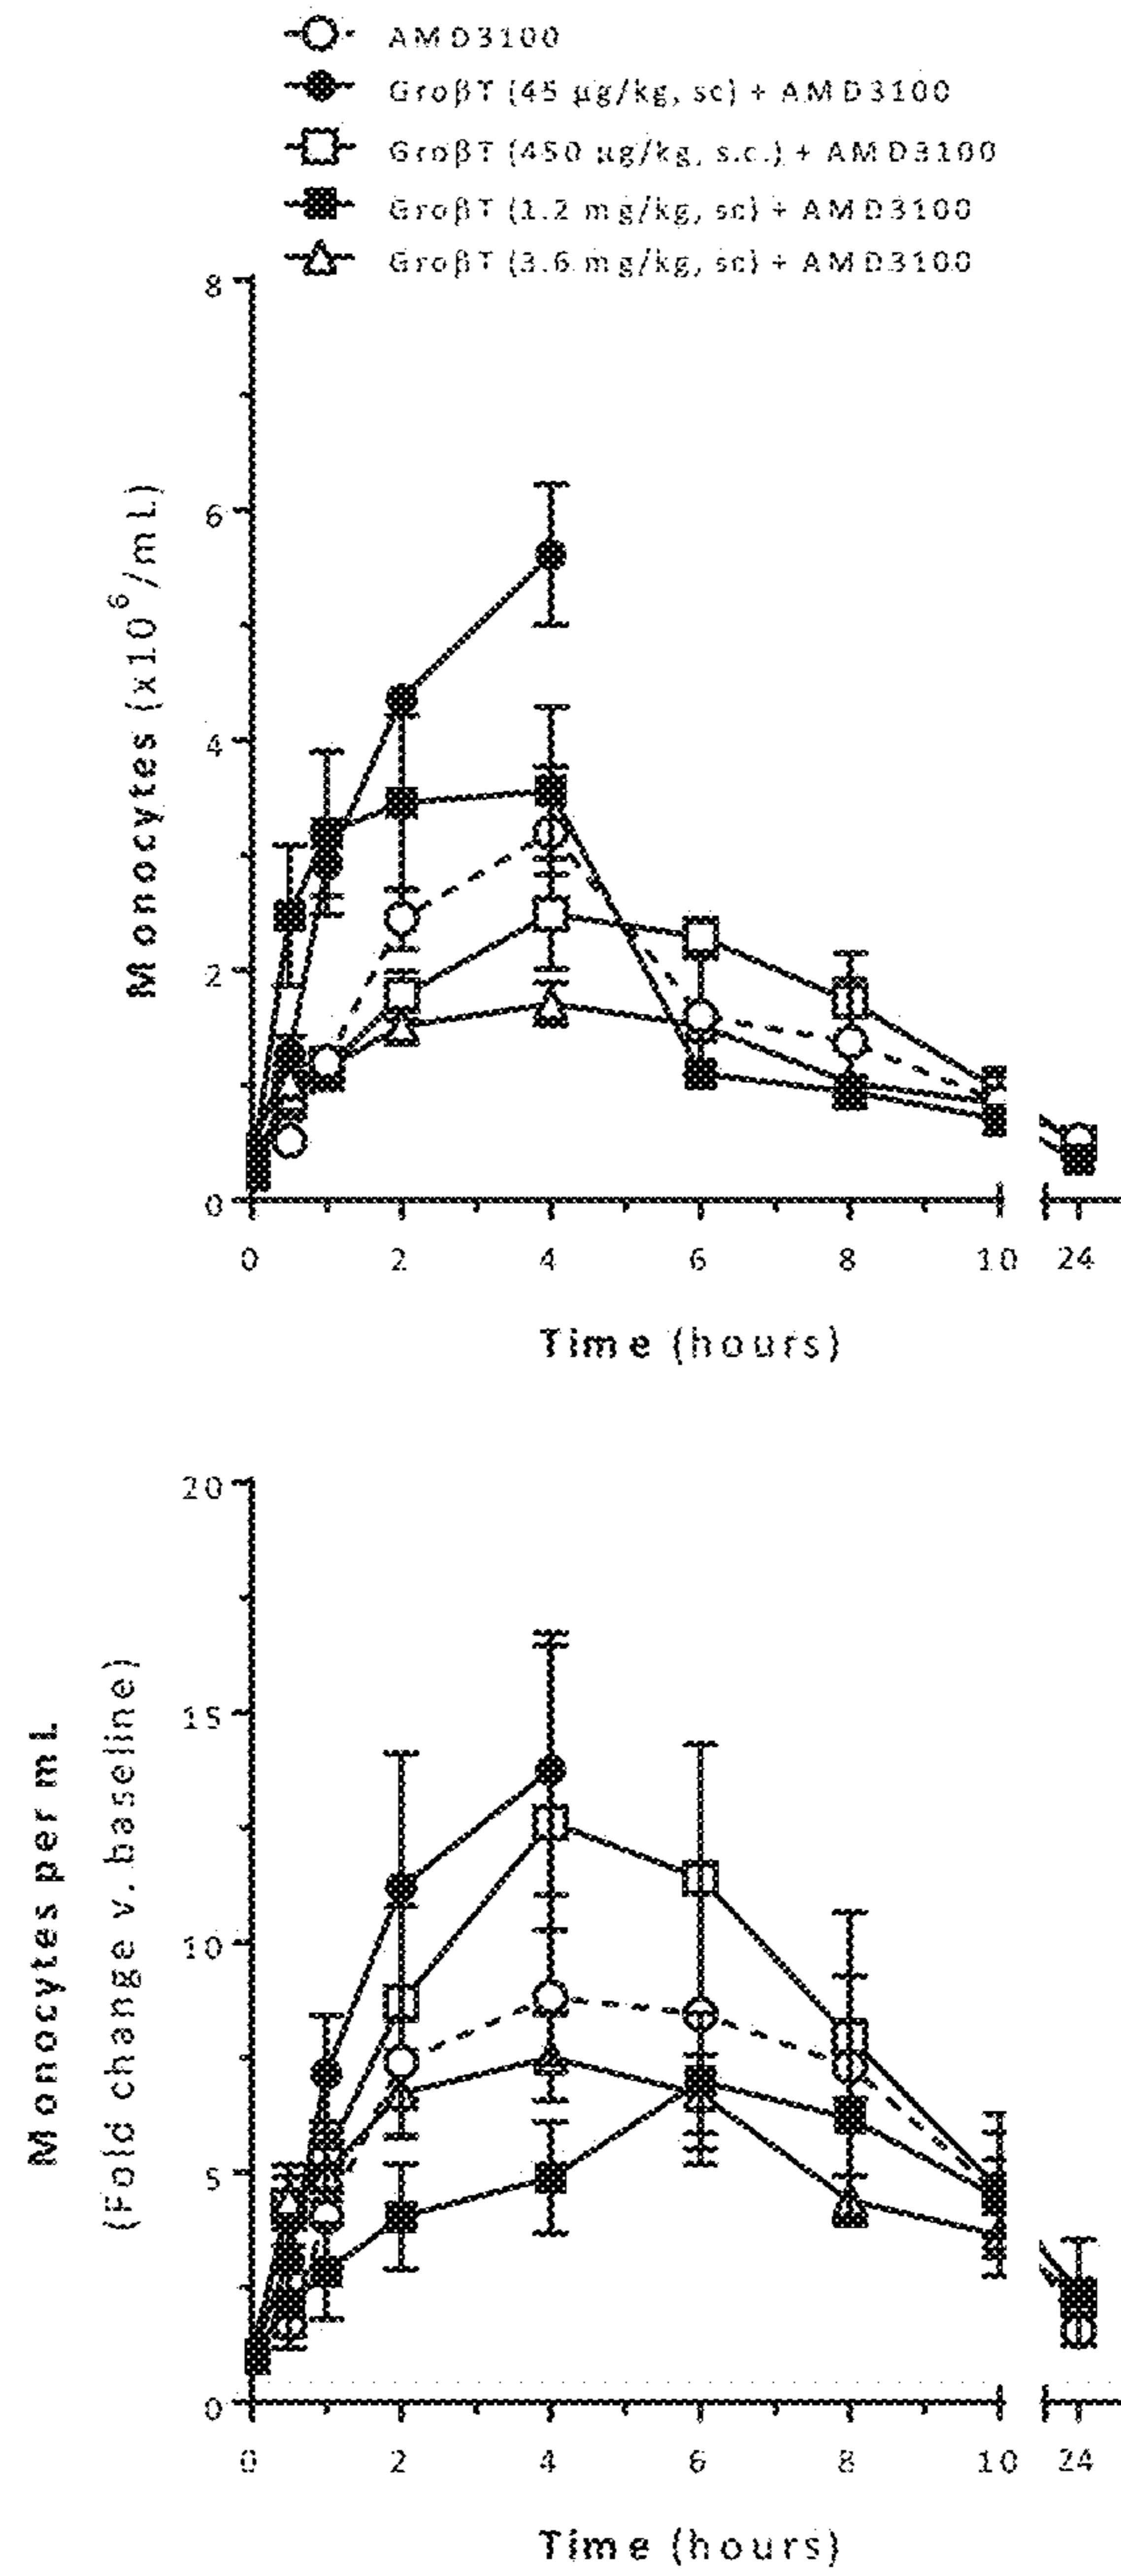 AMD3100
GroβT (45 μg/kg, sc) + AMD3100
GroβT (450 μg/kg, s.c.) + AMD3100
GroβT (1.2 mg/kg, sc) + AMD3100
GroβT (3.6 mg/kg, sc) + AMD3100
Monocytes (x10⁶/mL)
8
6
4
2
0
0 2 4 6 8 10 24
Time (hours)
Monocytes per mL
(Fold change v. baseline)
20
15
10
5
0
0 2 4 6 8 10 24
Time (hours)